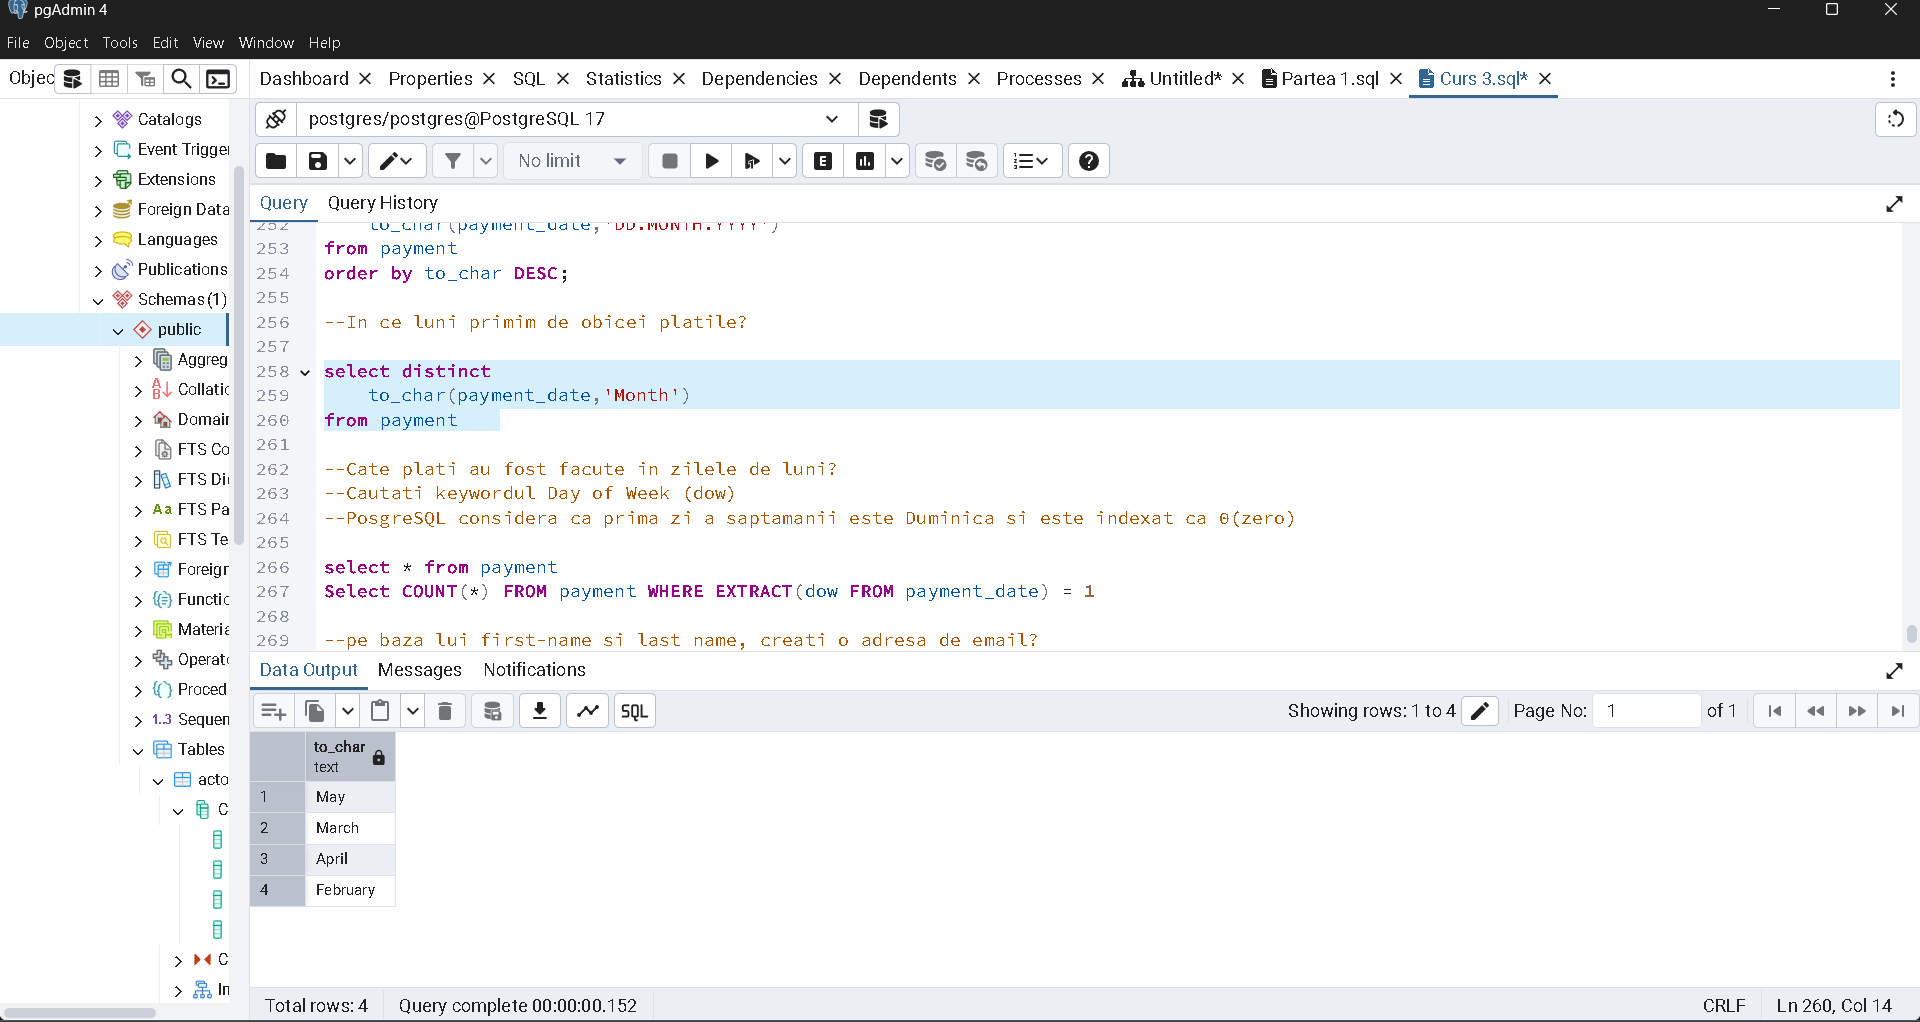 pgAdmin 4
File Object Tools Edit View Window Help
Objec
Dashboard Properties SQL Statistics Dependencies Dependents Processes Untitled* Partea 1.sql Curs 3.sql*
postgres/postgres@PostgreSQL 17
No limit
E
Query Query History
Catalogs
Event Trigge
Extensions
Foreign Data
Languages
Publications
Schemas (1)
public
Aggreg
Collatic
Domair
FTS Co
FTS Di
Aa FTS Pa
FTS Te
Foreigr
Functic
Materia
Operat
Proced
1..3 Sequen
Tables
acto
C
C
In
252 to_char(payment_date,'DD.MONTH.YYYY')
253 from payment
254 order by to_char DESC;
255
256 --In ce luni primim de obicei platile?
257
258 select distinct
259 to_char(payment_date,'Month')
260 from payment
261
262 --Cate plati au fost facute in zilele de luni?
263 --Cautati keywordul Day of Week (dow)
264 --PosgreSQL considera ca prima zi a saptamanii este Duminica si este indexat ca 0(zero)
265
266 select * from payment
267 Select COUNT(*) FROM payment WHERE EXTRACT(dow FROM payment_date) = 1
268
269 --pe baza lui first-name si last name, creati o adresa de email?
Data Output Messages Notifications
SQL
Showing rows: 1 to 4 Page No: 1 of 1
to_char
text
1 May
2 March
3 April
4 February
Total rows: 4 Query complete 00:00:00.152 CRLF Ln 260, Col 14